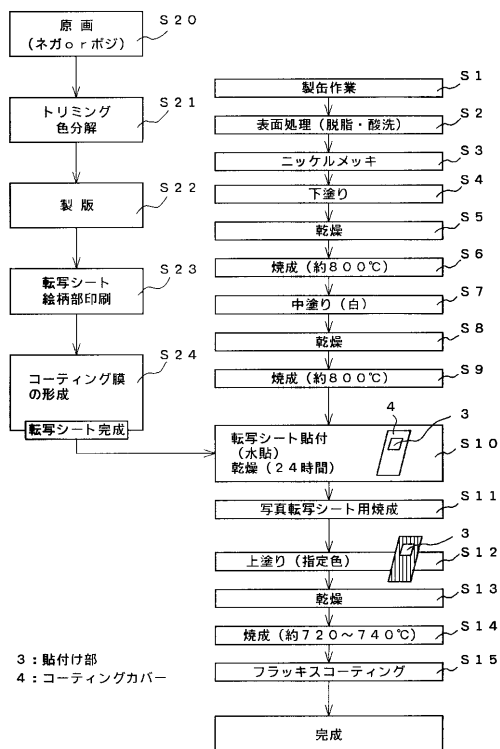 原画
(ネガorポジ)
S20
トリミング
色分解
S21
製版
S22
転写シート
絵柄部印刷
S23
コーティング膜
の形成
転写シート完成
S24
製缶作業
S1
表面処理(脱脂・酸洗)
S2
ニッケルメッキ
S3
下塗り
S4
乾燥
S5
焼成(約800℃)
S6
中塗り(白)
S7
乾燥
S8
焼成(約800℃)
S9
転写シート貼付
(水貼)
乾燥(24時間)
4
3
S10
写真転写シート用焼成
S11
上塗り(指定色)
3
S12
乾燥
S13
焼成(約720〜740℃)
S14
フラッキスコーティング
S15
完成
3:貼付け部
4:コーティングカバー